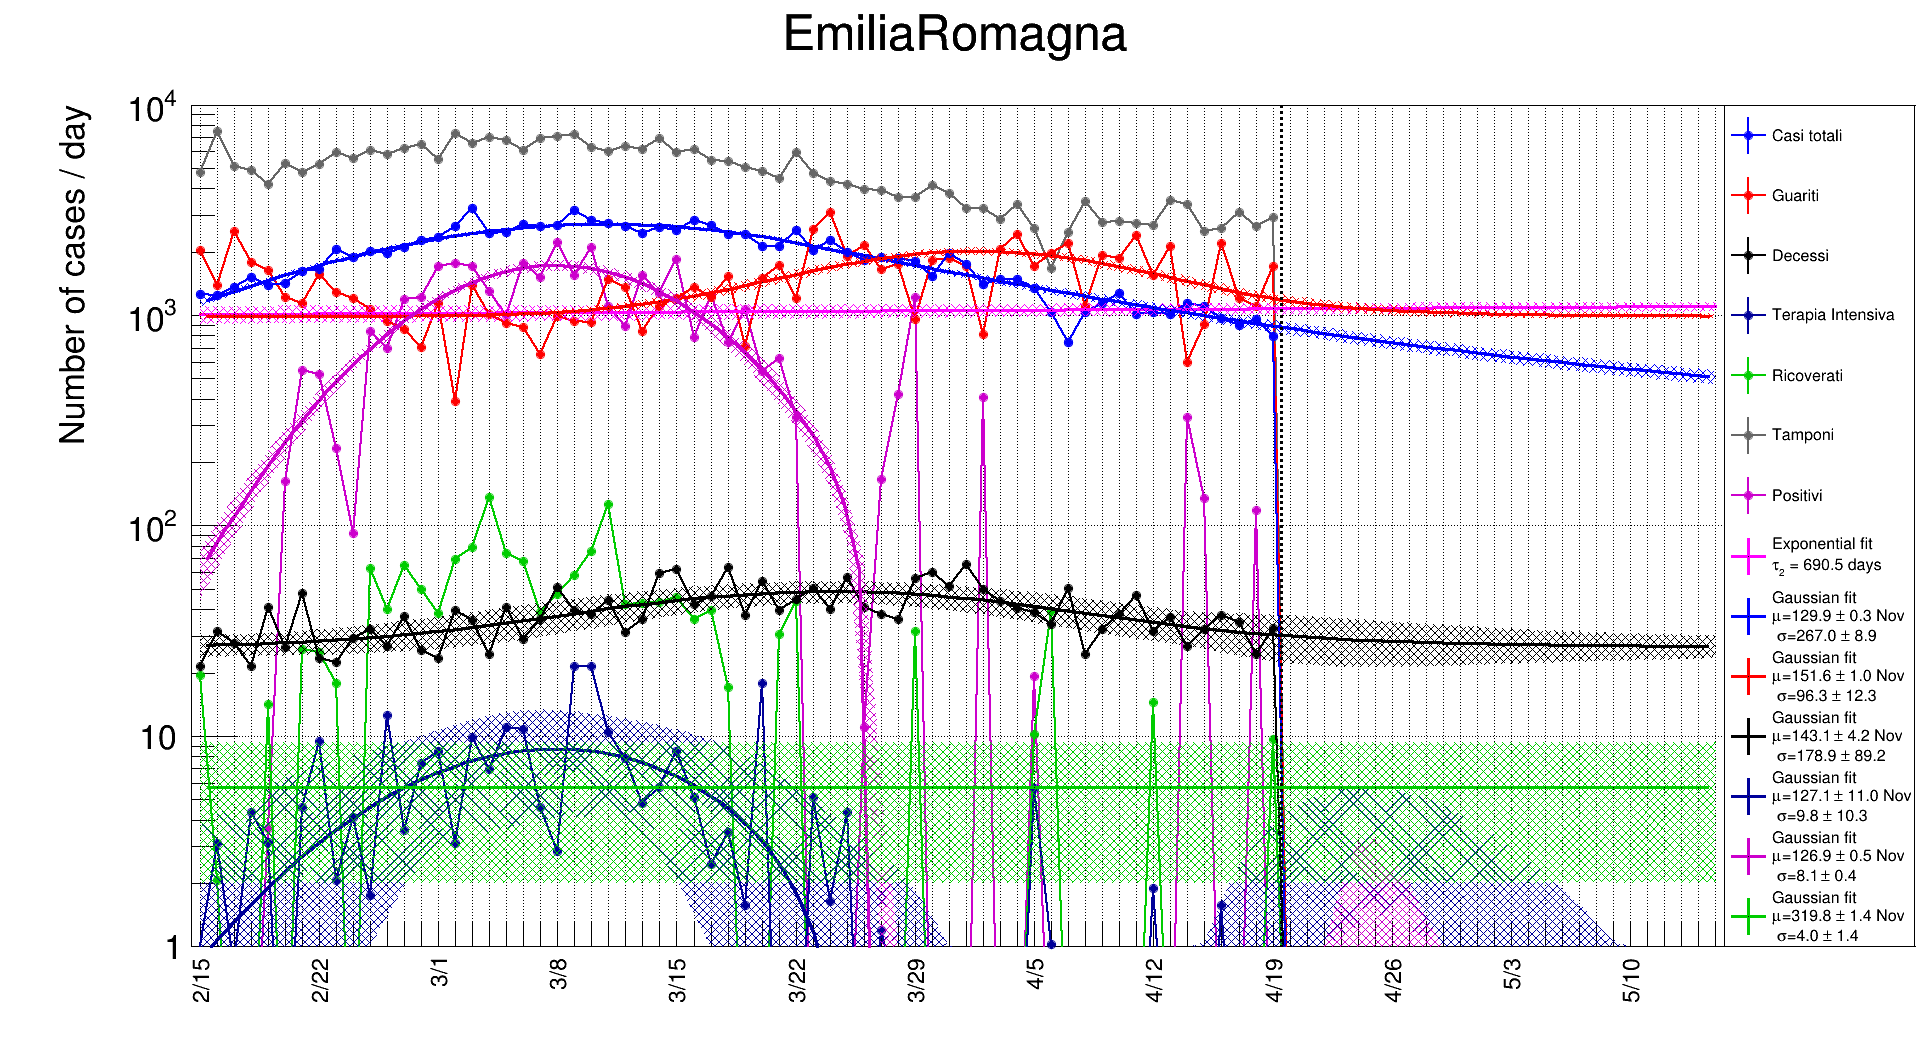 EmiliaRomagna
Number of cases / day
10⁴
10³
10²
10
1
2/15
2/22
3/1
3/8
3/15
3/22
3/29
4/5
4/12
4/19
4/26
5/3
5/10
Casi totali
Guariti
Decessi
Terapia Intensiva
Ricoverati
Tamponi
Positivi
Exponential fit
τ₂ = 690.5 days
Gaussian fit
μ=129.9 ± 0.3 Nov
σ=267.0 ± 8.9
Gaussian fit
μ=151.6 ± 1.0 Nov
σ=96.3 ± 12.3
Gaussian fit
μ=143.1 ± 4.2 Nov
σ=178.9 ± 89.2
Gaussian fit
μ=127.1 ± 11.0 Nov
σ=9.8 ± 10.3
Gaussian fit
μ=126.9 ± 0.5 Nov
σ=8.1 ± 0.4
Gaussian fit
μ=319.8 ± 1.4 Nov
σ=4.0 ± 1.4